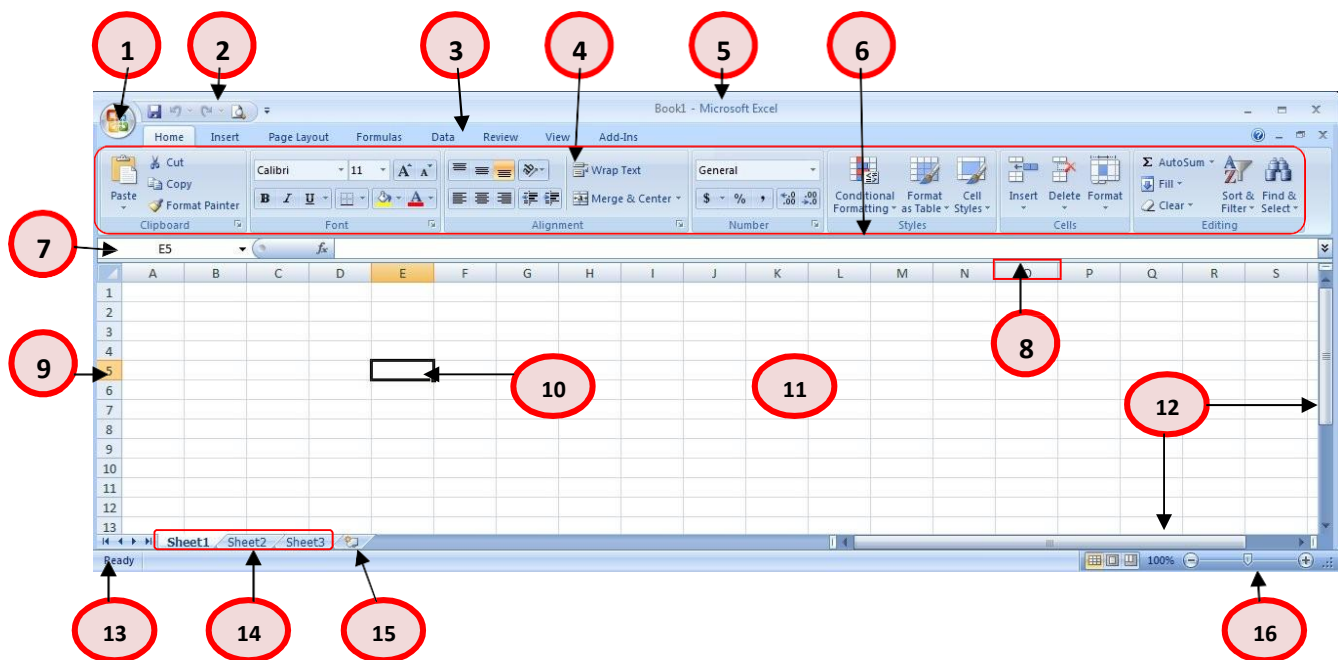 1 2 3 4 5 6
Book1 - Microsoft Excel
Home Insert Page Layout Formulas Data Review View Add-Ins
Cut Calibri 11 A A Wrap Text General Σ AutoSum
Copy Fill
Paste Format Painter B I U A Merge & Center $ % , .0 .00 .00 .0 Conditional Formatting Format as Table Cell Styles Insert Delete Format Clear Sort & Filter Find & Select
Clipboard Font Alignment Number Styles Cells Editing
7 E5 fx
A B C D E F G H I J K L M N O P Q R S
1
2
3
4 8
9 5
6 10 11
7 12
8
9
10
11
12
13
Sheet1 Sheet2 Sheet3
Ready 100%
13 14 15 16